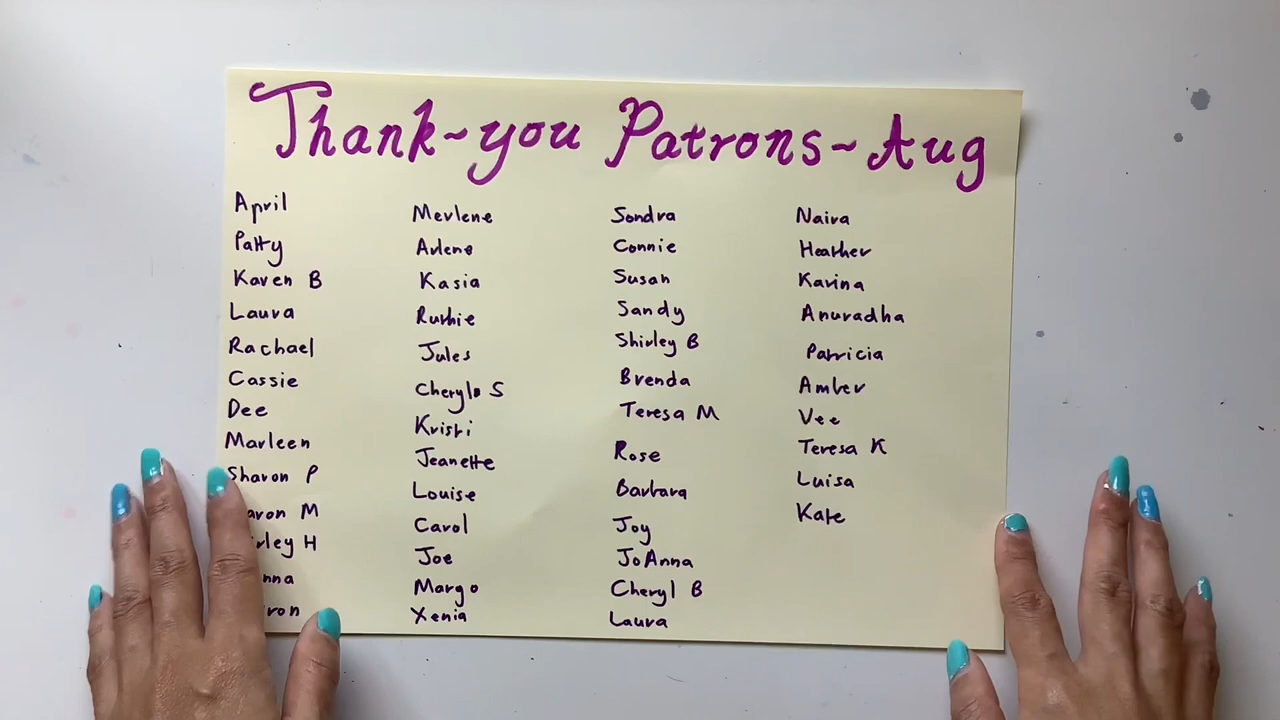 Thank-you Patrons-Aug
April
Patty
Karen B
Laura
Rachael
Cassie
Dee
Marleen
Sharon P
M
H
Merlene
Arlene
Kasia
Ruthie
Jules
Cheryl S
Kristi
Jeanette
Louise
Carol
Joe
Margo
Xenia
Sondra
Connie
Susan
Sandy
Shirley B
Brenda
Teresa M
Rose
Barbara
Joy
JoAnna
Cheryl B
Laura
Naira
Heather
Karina
Anuradha
Patricia
Amber
Vee
Teresa K
Luisa
Kate